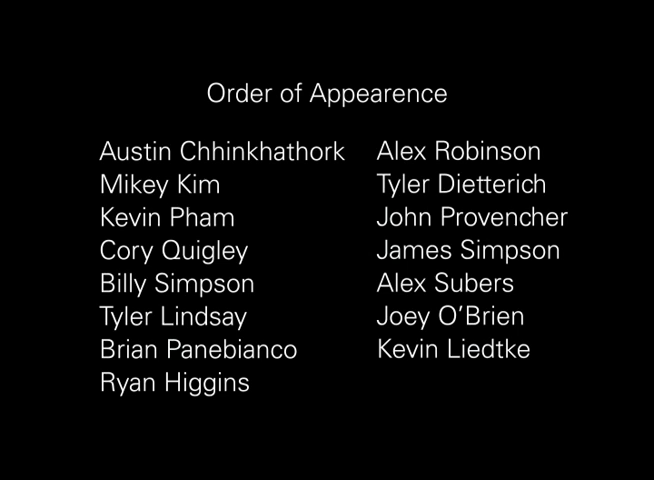 Order of Appearence
Austin Chhinkhathork
Mikey Kim
Kevin Pham
Cory Quigley
Billy Simpson
Tyler Lindsay
Brian Panebianco
Ryan Higgins
Alex Robinson
Tyler Dietterich
John Provencher
James Simpson
Alex Subers
Joey O'Brien
Kevin Liedtke